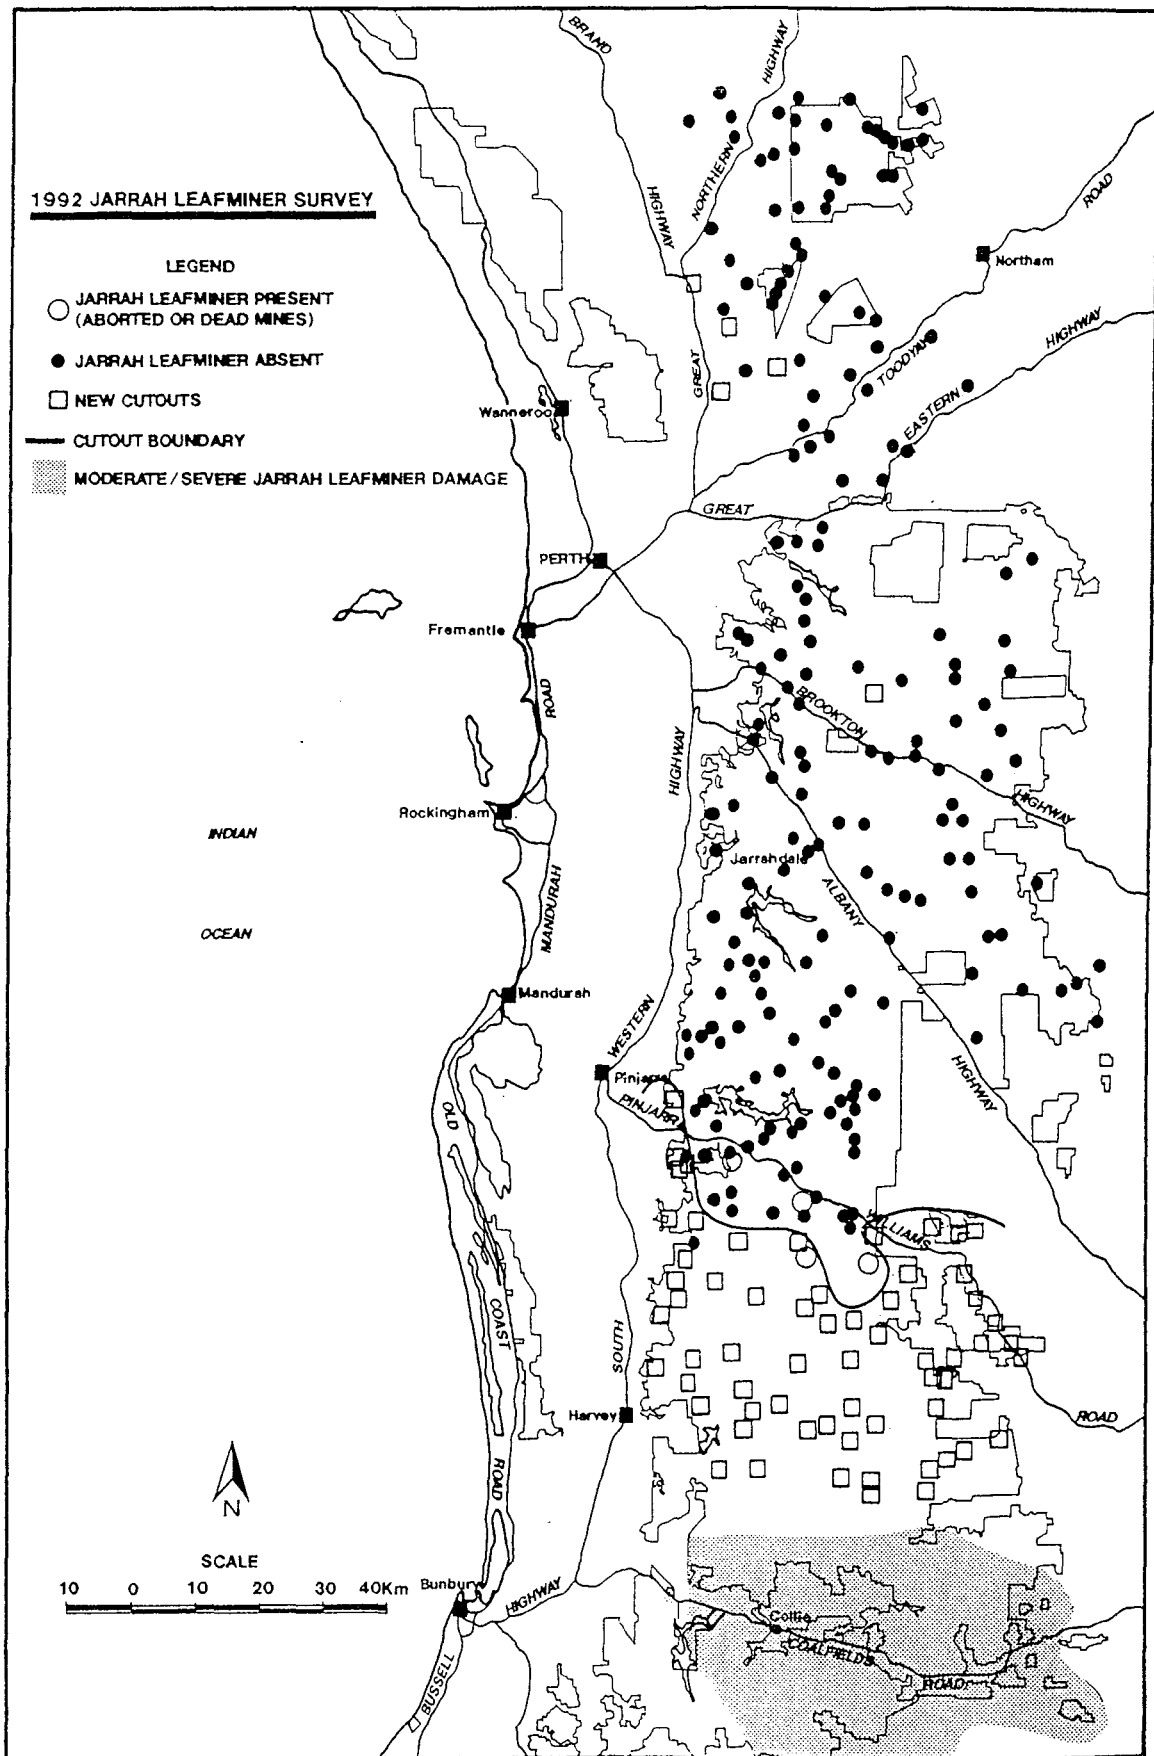 BRAND
HIGHWAY
NORTHERN
HIGHWAY
ROAD
1992 JARRAH LEAFMINER SURVEY
LEGEND
JARRAH LEAFMINER PRESENT
(ABORTED OR DEAD MINES)
JARRAH LEAFMINER ABSENT
NEW CUTOUTS
CUTOUT BOUNDARY
MODERATE/SEVERE JARRAH LEAFMINER DAMAGE
Northam
HIGHWAY
GREAT
TOODYAY
EASTERN
Wanneroo
GREAT
PERTH
Fremantle
ROAD
BROOKTON
HIGHWAY
HIGHWAY
Rockingham
INDIAN
Jarrahdale
MANDURAH
ALBANY
OCEAN
Mandurah
WESTERN
HIGHWAY
Pinjarra
OLD
PINJARR
WILLIAMS
COAST
SOUTH
Harvey
ROAD
ROAD
N
SCALE
10 0 10 20 30 40Km
Bunbury
HIGHWAY
Collie
COALFIELDS
ROAD
BUSSELL